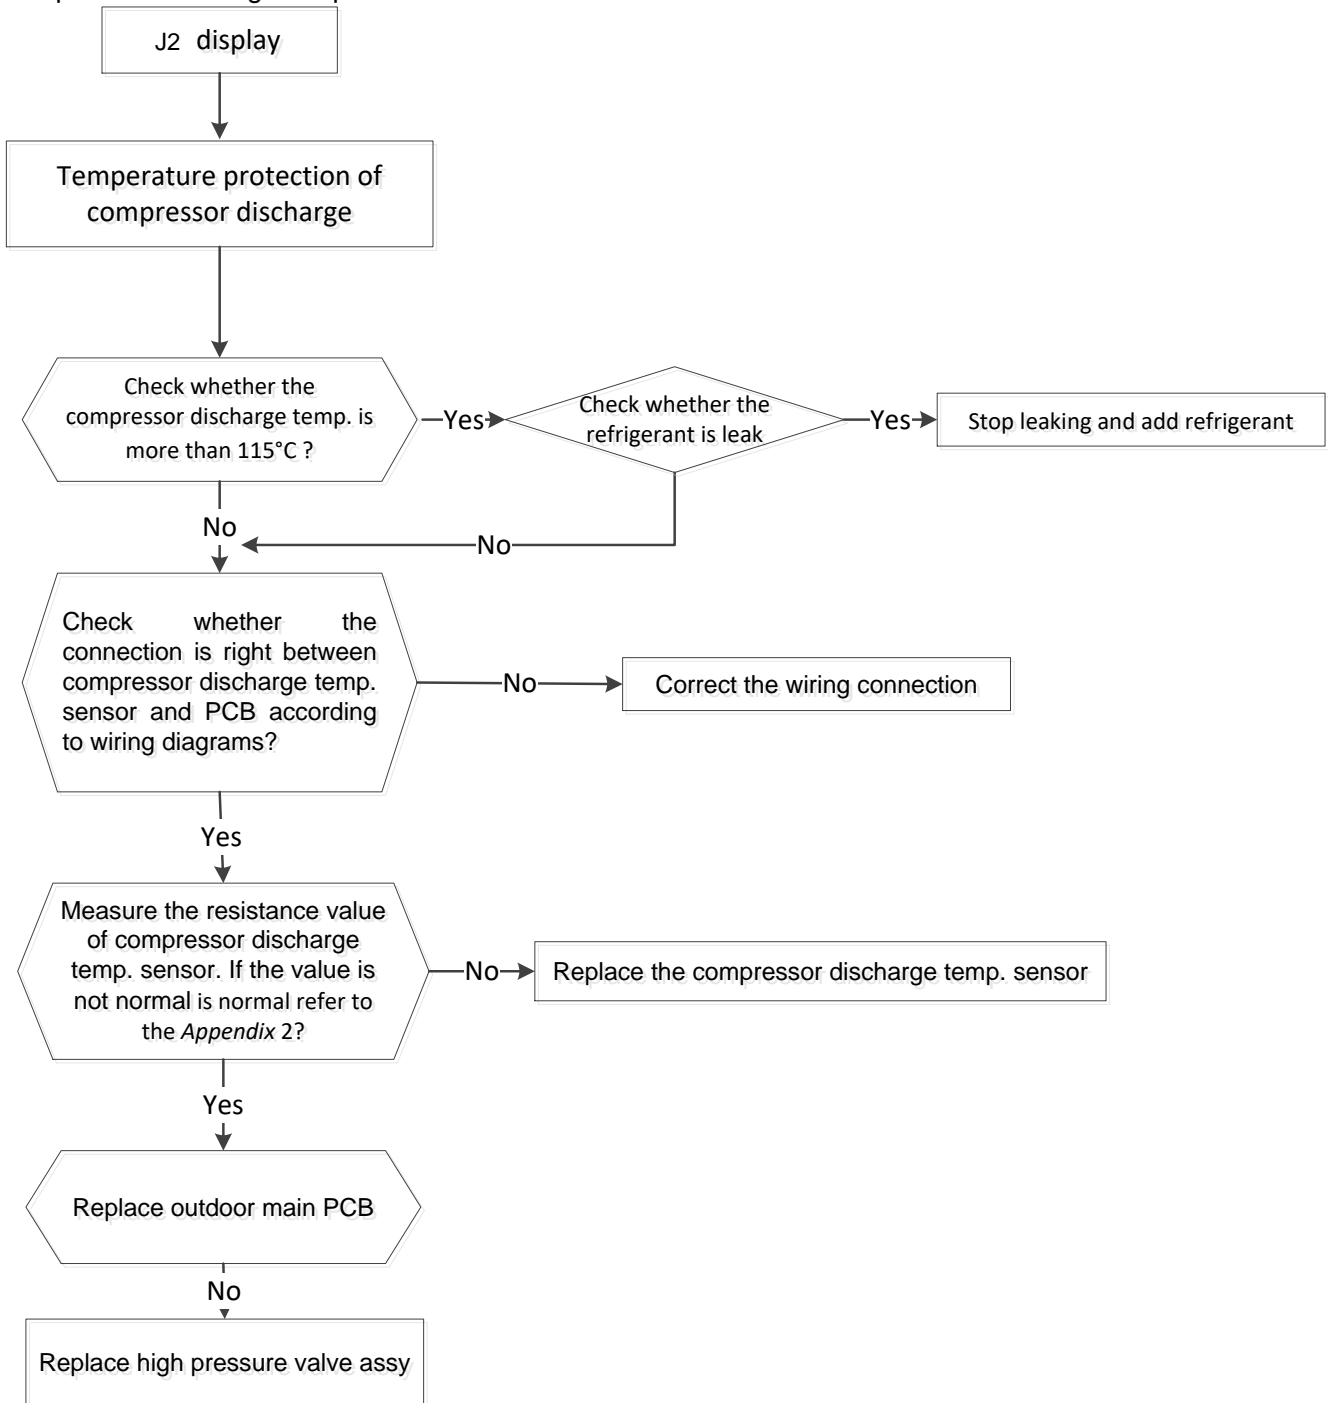 J2 display
Temperature protection of
compressor discharge
Check whether the
compressor discharge temp. is
more than 115°C ?
Yes
Check whether the
refrigerant is leak
Yes
Stop leaking and add refrigerant
No
No
Check whether the
connection is right between
compressor discharge temp.
sensor and PCB according
to wiring diagrams?
No
Correct the wiring connection
Yes
Measure the resistance value
of compressor discharge
temp. sensor. If the value is
not normal is normal refer to
the Appendix 2?
No
Replace the compressor discharge temp. sensor
Yes
Replace outdoor main PCB
No
Replace high pressure valve assy